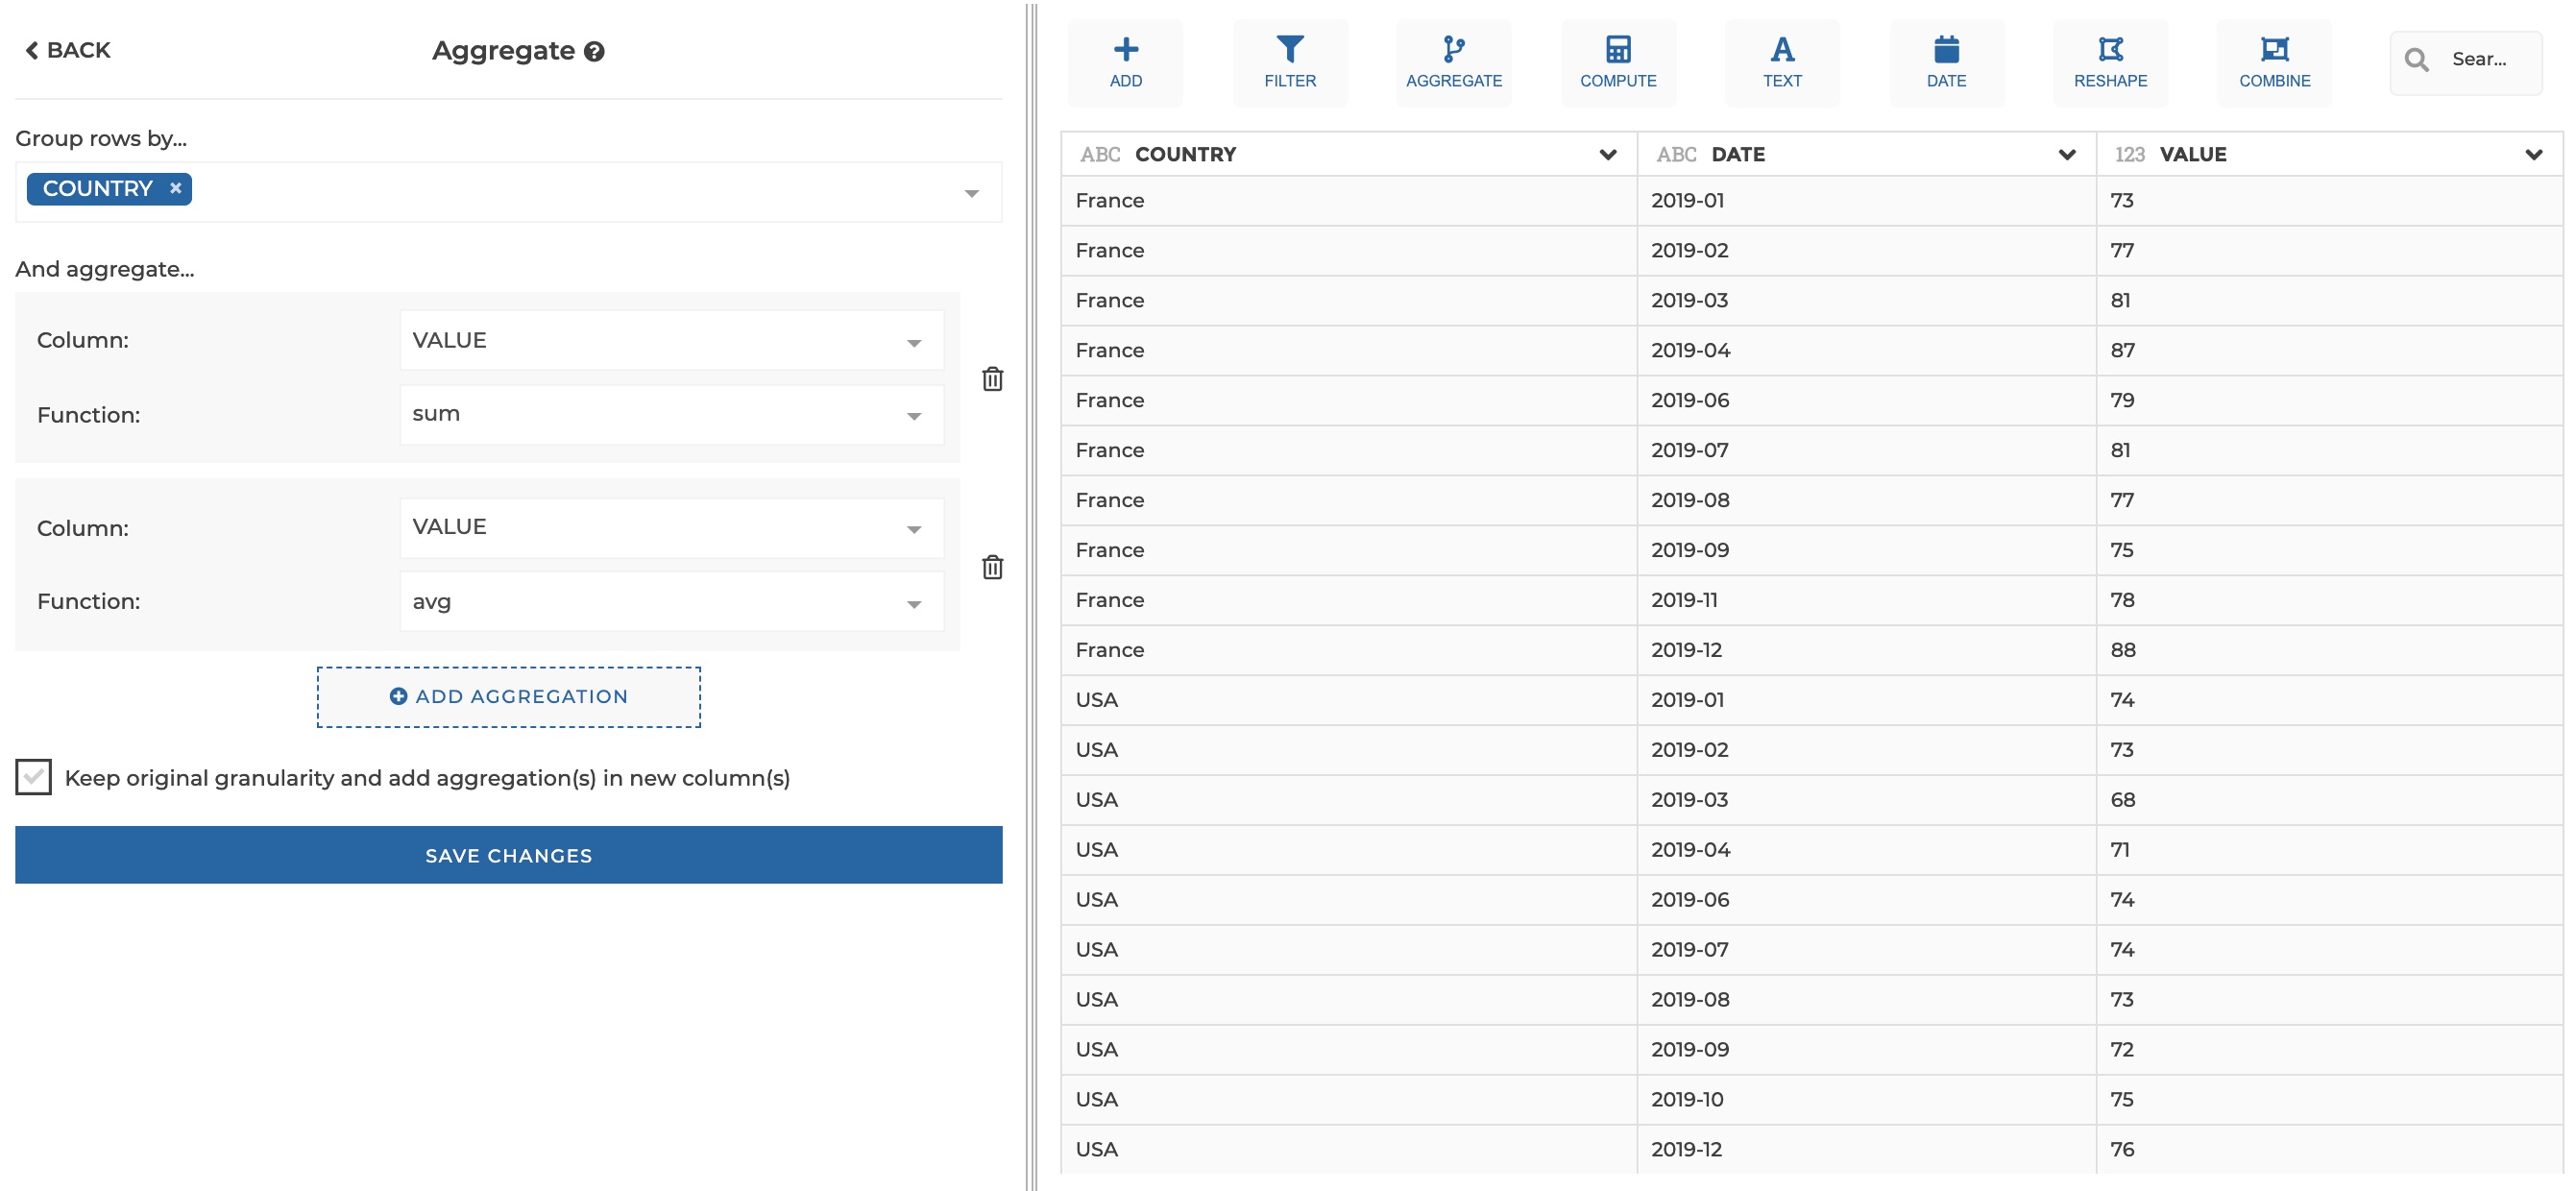 BACK
Aggregate
Group rows by...
COUNTRY ×
And aggregate...
Column: VALUE
Function: sum
Column: VALUE
Function: avg
ADD AGGREGATION
Keep original granularity and add aggregation(s) in new column(s)
SAVE CHANGES
ADD FILTER AGGREGATE COMPUTE TEXT DATE RESHAPE COMBINE Sear...
ABC COUNTRY ABC DATE 123 VALUE
France 2019-01 73
France 2019-02 77
France 2019-03 81
France 2019-04 87
France 2019-06 79
France 2019-07 81
France 2019-08 77
France 2019-09 75
France 2019-11 78
France 2019-12 88
USA 2019-01 74
USA 2019-02 73
USA 2019-03 68
USA 2019-04 71
USA 2019-06 74
USA 2019-07 74
USA 2019-08 73
USA 2019-09 72
USA 2019-10 75
USA 2019-12 76